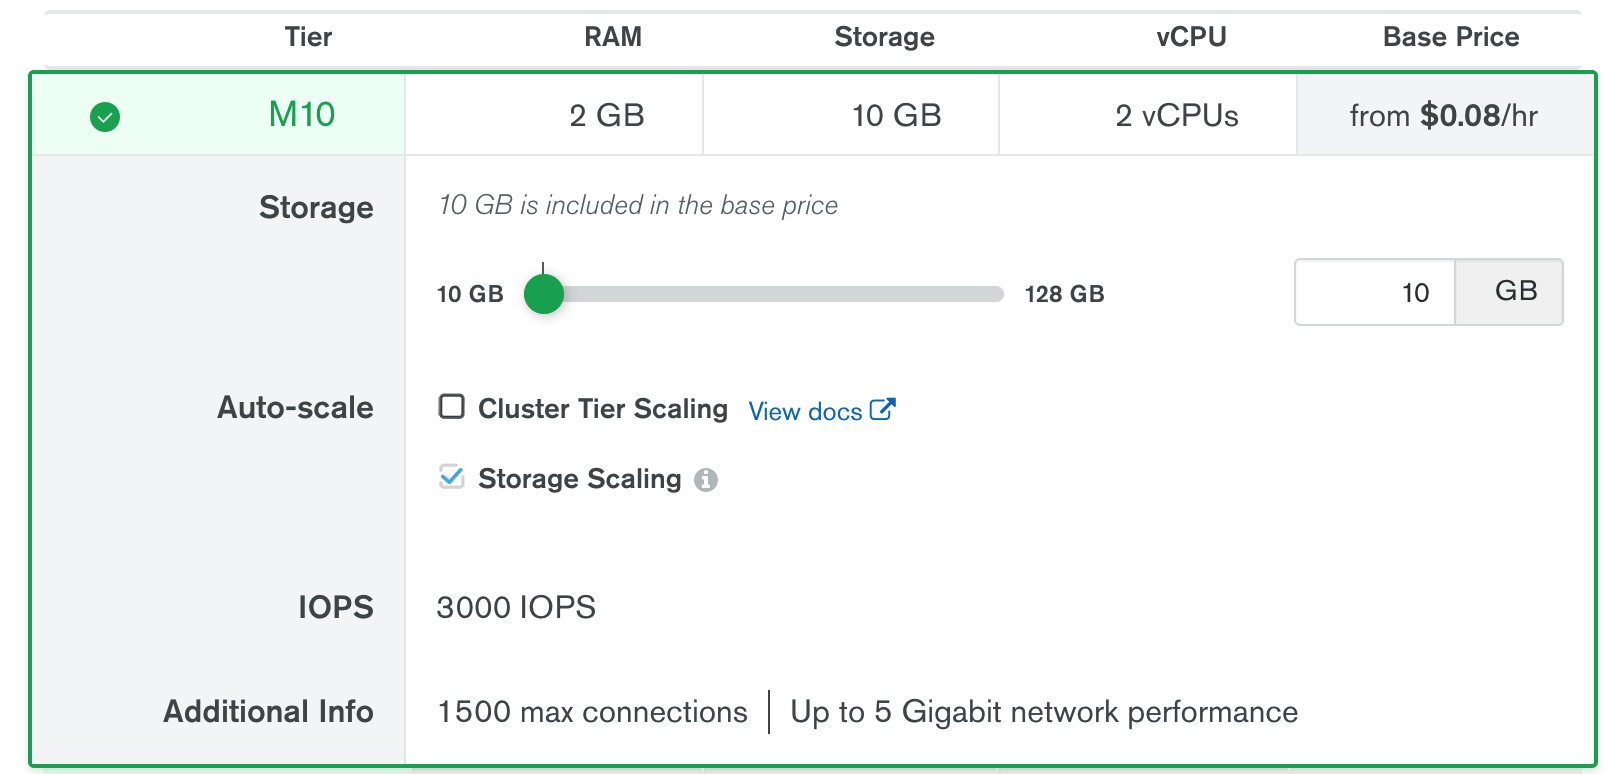 Tier RAM Storage vCPU Base Price
M10 2 GB 10 GB 2 vCPUs from $0.08/hr
Storage 10 GB is included in the base price
10 GB 128 GB 10 GB
Auto-scale Cluster Tier Scaling View docs
Storage Scaling
IOPS 3000 IOPS
Additional Info 1500 max connections Up to 5 Gigabit network performance